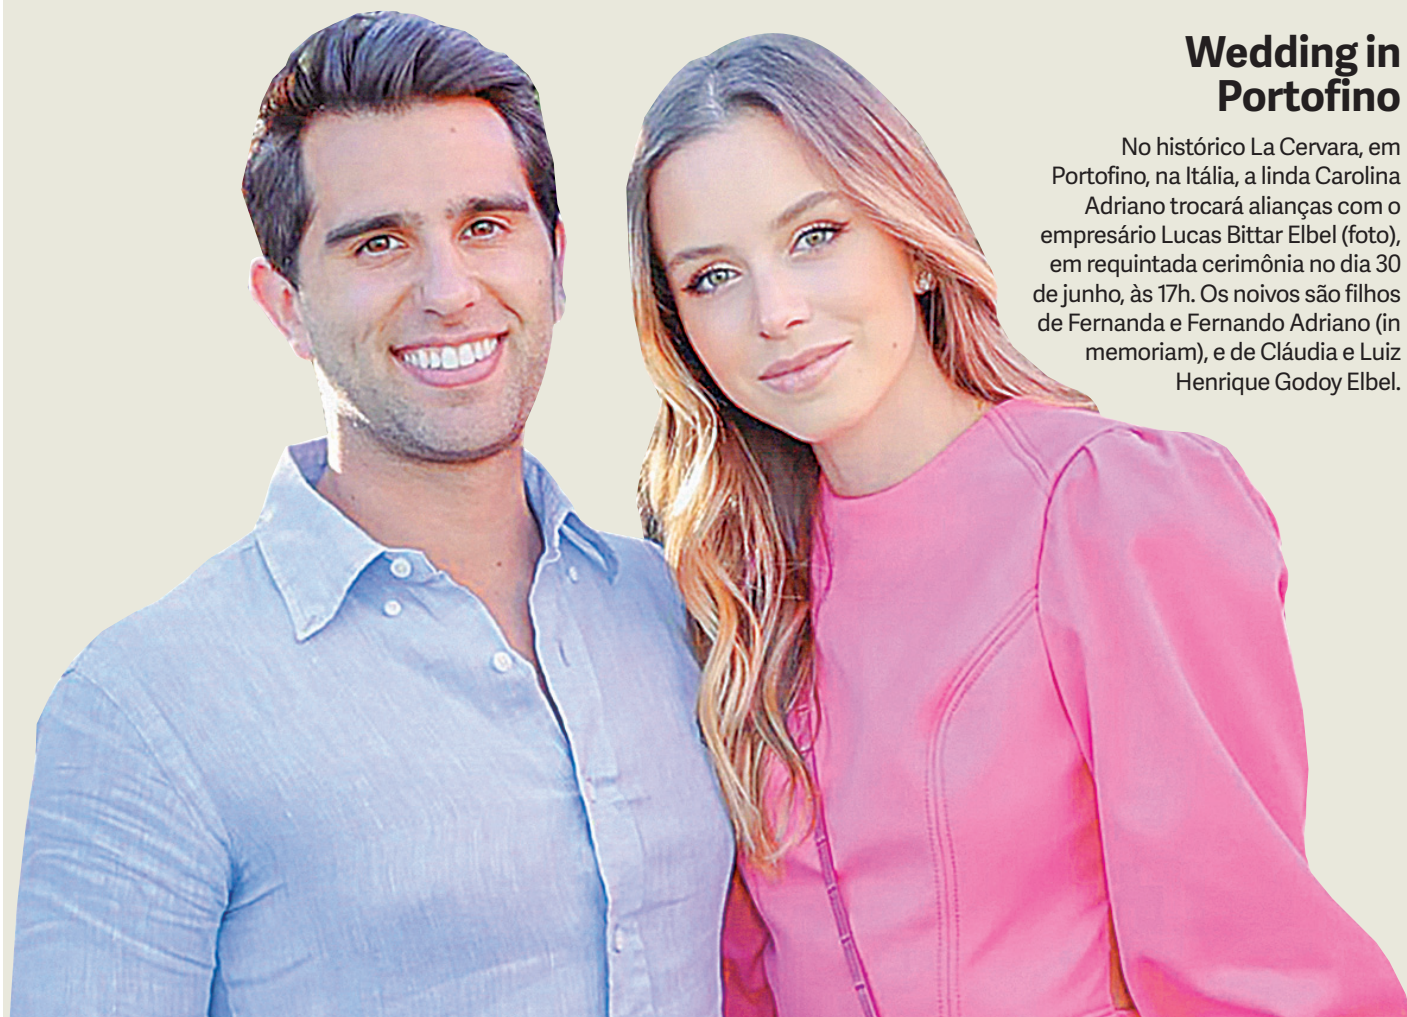 Wedding in
Portofino
No histórico La Cervara, em
Portofino, na Itália, a linda Carolina
Adriano trocará alianças com o
empresário Lucas Bittar Elbel (foto),
em requintada cerimônia no dia 30
de junho, às 17h. Os noivos são filhos
de Fernanda e Fernando Adriano (in
memoriam), e de Cláudia e Luiz
Henrique Godoy Elbel.